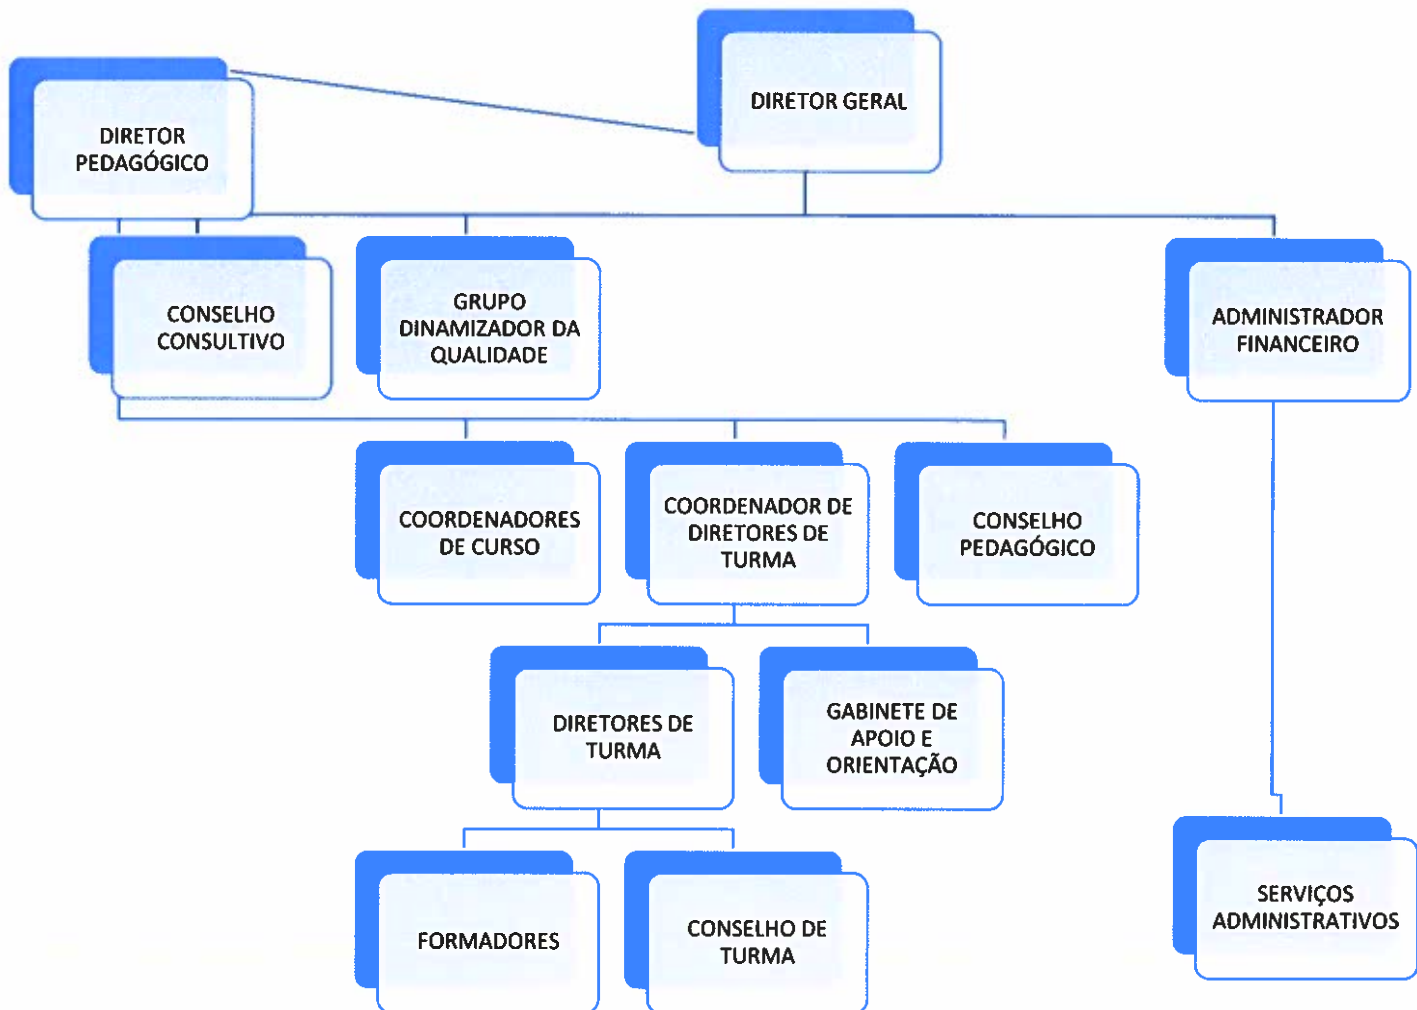 DIRETOR GERAL
DIRETOR
PEDAGÓGICO
CONSELHO
CONSULTIVO
GRUPO
DINAMIZADOR DA
QUALIDADE
ADMINISTRADOR
FINANCEIRO
COORDENADORES
DE CURSO
COORDENADOR DE
DIRETORES DE
TURMA
CONSELHO
PEDAGÓGICO
DIRETORES DE
TURMA
GABINETE DE
APOIO E
ORIENTAÇÃO
FORMADORES
CONSELHO DE
TURMA
SERVIÇOS
ADMINISTRATIVOS